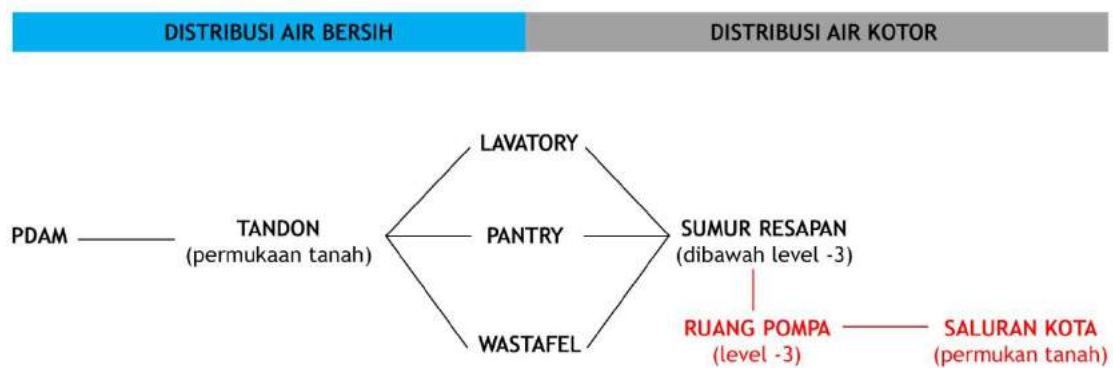 DISTRIBUSI AIR BERSIH
DISTRIBUSI AIR KOTOR
LAVATORY
PDAM
TANDON
(permukaan tanah)
PANTRY
SUMUR RESAPAN
(dibawah level -3)
WASTAFEL
RUANG POMPA
(level -3)
SALURAN KOTA
(permukan tanah)